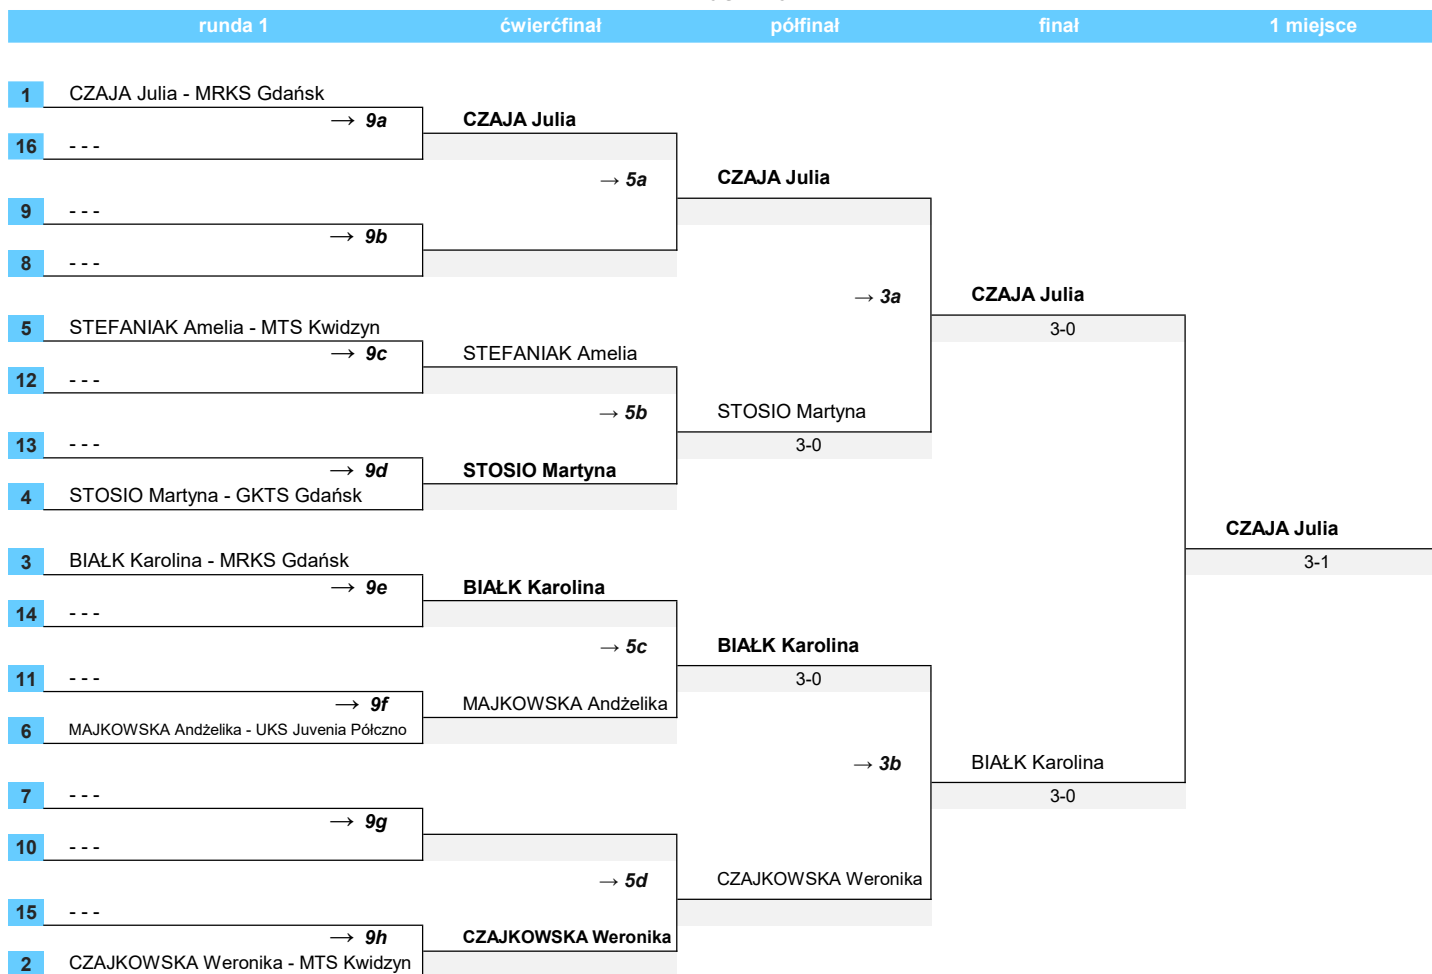 runda 1 ćwierćfinał półfinał finał 1 miejsce
1 CZAJA Julia - MRKS Gdańsk
→ 9a CZAJA Julia
16 - - -
→ 5a CZAJA Julia
9 - - -
→ 9b
8 - - -
→ 3a CZAJA Julia
5 STEFANIAK Amelia - MTS Kwidzyn 3-0
→ 9c STEFANIAK Amelia
12 - - -
→ 5b STOSIO Martyna
13 - - - 3-0
→ 9d STOSIO Martyna
4 STOSIO Martyna - GKTS Gdańsk
CZAJA Julia
3 BIAŁK Karolina - MRKS Gdańsk 3-1
→ 9e BIAŁK Karolina
14 - - -
→ 5c BIAŁK Karolina
11 - - - 3-0
→ 9f MAJKOWSKA Andżelika
6 MAJKOWSKA Andżelika - UKS Juvenia Półczno
→ 3b BIAŁK Karolina
7 - - - 3-0
→ 9g
10 - - -
→ 5d CZAJKOWSKA Weronika
15 - - -
→ 9h CZAJKOWSKA Weronika
2 CZAJKOWSKA Weronika - MTS Kwidzyn